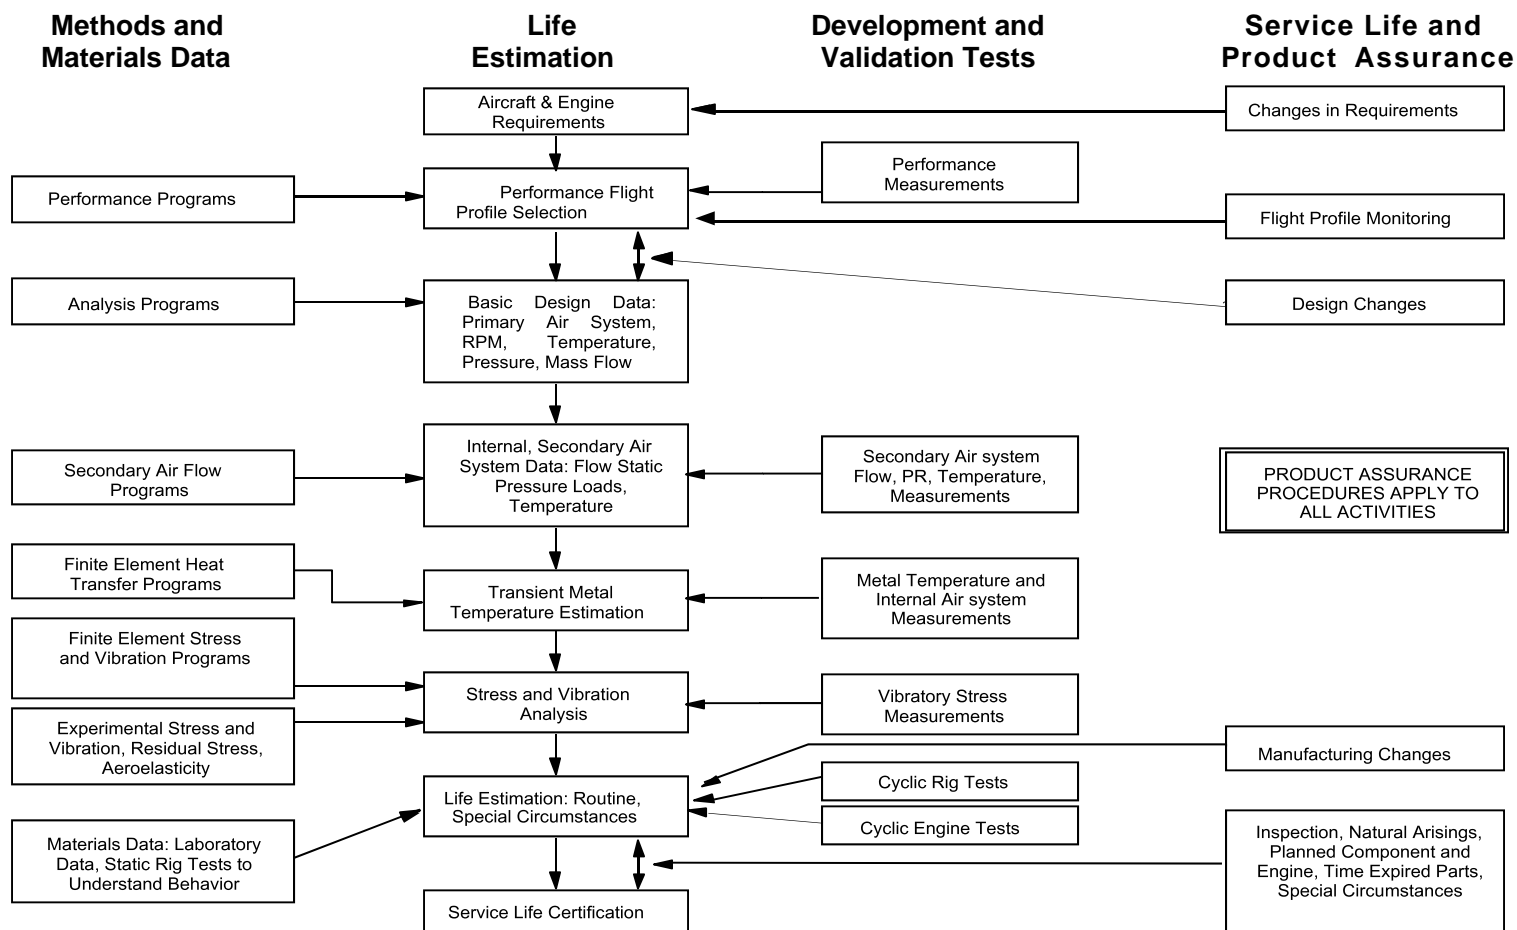 Methods and
Materials Data
Life
Estimation
Development and
Validation Tests
Service Life and
Product Assurance
Aircraft & Engine
Requirements
Changes in Requirements
Performance
Measurements
Performance Programs
Performance Flight
Profile Selection
Flight Profile Monitoring
Analysis Programs
Basic Design Data:
Primary Air System,
RPM, Temperature,
Pressure, Mass Flow
Design Changes
Secondary Air Flow
Programs
Internal, Secondary Air
System Data: Flow Static
Pressure Loads,
Temperature
Secondary Air system
Flow, PR, Temperature,
Measurements
PRODUCT ASSURANCE
PROCEDURES APPLY TO
ALL ACTIVITIES
Finite Element Heat
Transfer Programs
Transient Metal
Temperature Estimation
Metal Temperature and
Internal Air system
Measurements
Finite Element Stress
and Vibration Programs
Stress and Vibration
Analysis
Vibratory Stress
Measurements
Experimental Stress and
Vibration, Residual Stress,
Aeroelasticity
Manufacturing Changes
Life Estimation: Routine,
Special Circumstances
Cyclic Rig Tests
Cyclic Engine Tests
Materials Data: Laboratory
Data, Static Rig Tests to
Understand Behavior
Inspection, Natural Arisings,
Planned Component and
Engine, Time Expired Parts,
Special Circumstances
Service Life Certification